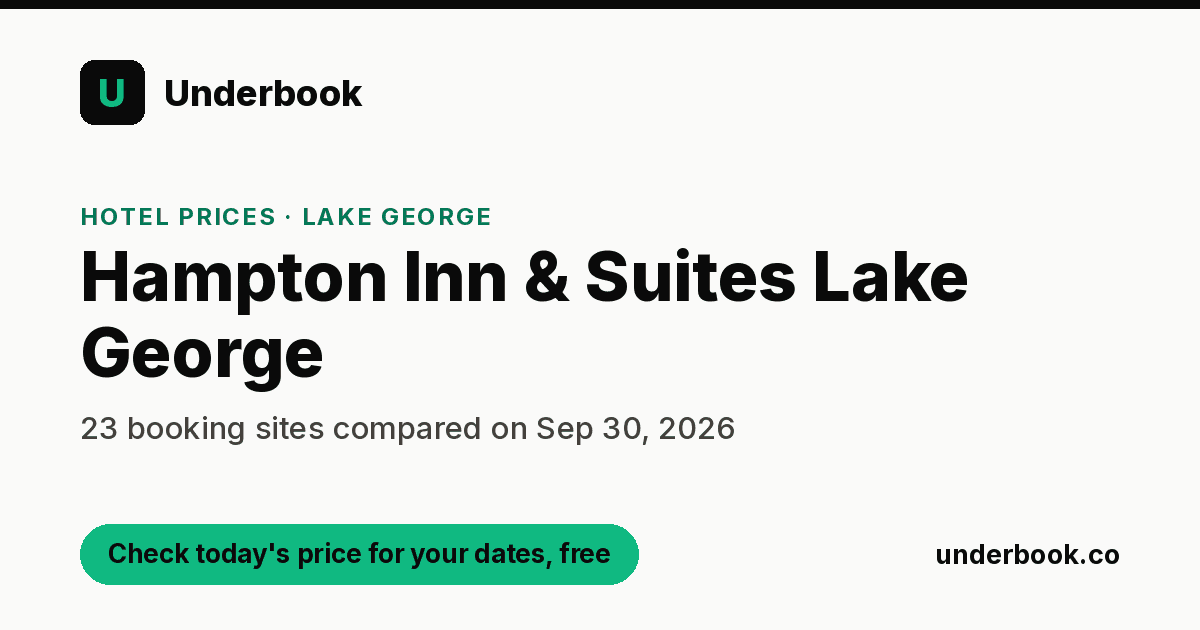 U Underbook
HOTEL PRICES · LAKE GEORGE
Hampton Inn & Suites Lake
George
23 booking sites compared on Sep 30, 2026
Check today's price for your dates, free
underbook.co